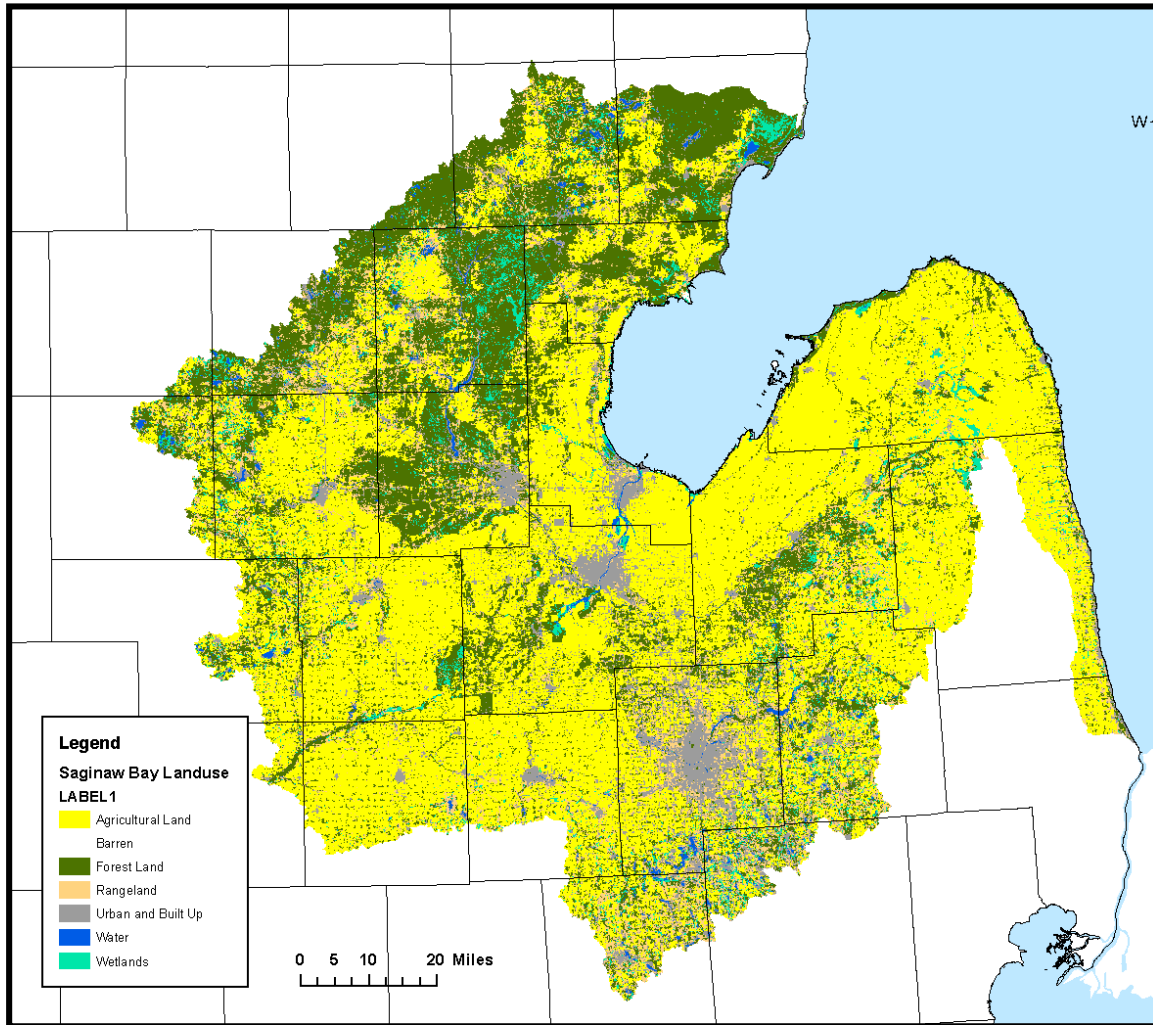 W
Legend
Saginaw Bay Landuse
LABEL1
Agricultural Land
Barren
Forest Land
Rangeland
Urban and Built Up
Water
Wetlands
0 5 10 20 Miles